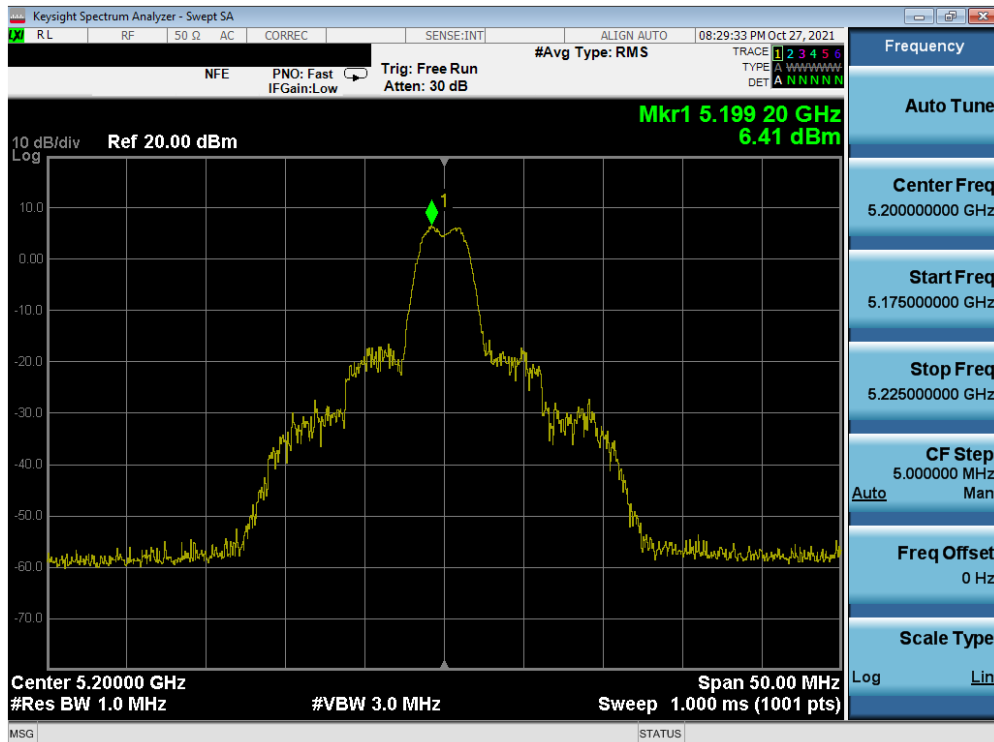 Keysight Spectrum Analyzer - Swept SA
LXI RL RF 50 Ω AC CORREC SENSE:INT ALIGN AUTO 08:29:33 PM Oct 27, 2021
#Avg Type: RMS
TRACE 1 2 3 4 5 6
TYPE A W W W W W
DET A N N N N N
NFE
PNO: Fast
IFGain:Low
Trig: Free Run
Atten: 30 dB
Mkr1 5.199 20 GHz
6.41 dBm
10 dB/div
Log
Ref 20.00 dBm
1
10.0
0.00
-10.0
-20.0
-30.0
-40.0
-50.0
-60.0
-70.0
Center 5.20000 GHz
#Res BW 1.0 MHz
#VBW 3.0 MHz
Span 50.00 MHz
Sweep 1.000 ms (1001 pts)
MSG
STATUS
Frequency
Auto Tune
Center Freq
5.200000000 GHz
Start Freq
5.175000000 GHz
Stop Freq
5.225000000 GHz
CF Step
5.000000 MHz
Auto Man
Freq Offset
0 Hz
Scale Type
Log Lin